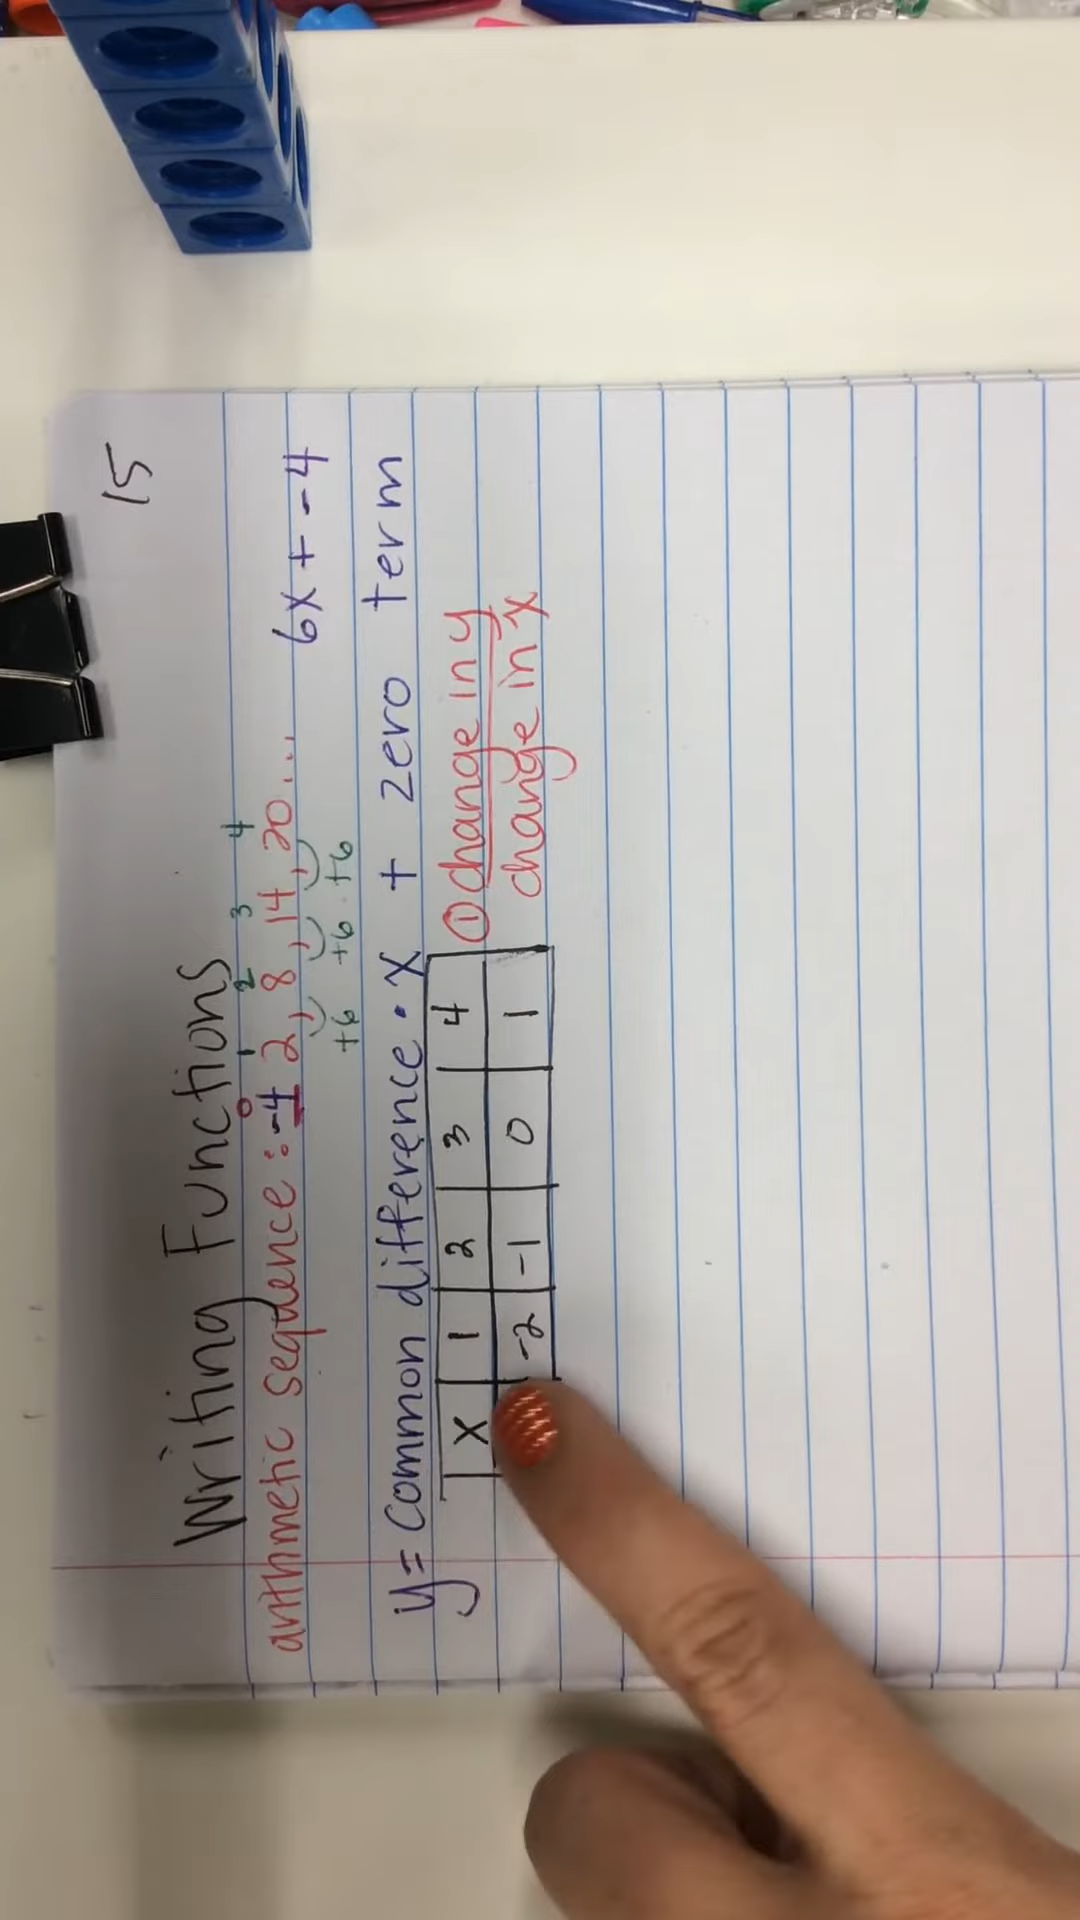 15
Writing Functions
0 1 2 3 4
arithmetic sequence: -4 2, 8, 14, 20... 6x + -4
+6 +6 +6
y= common difference • x + zero term
x 1 2 3 4
-2 -1 0 1
① change in y
change in x